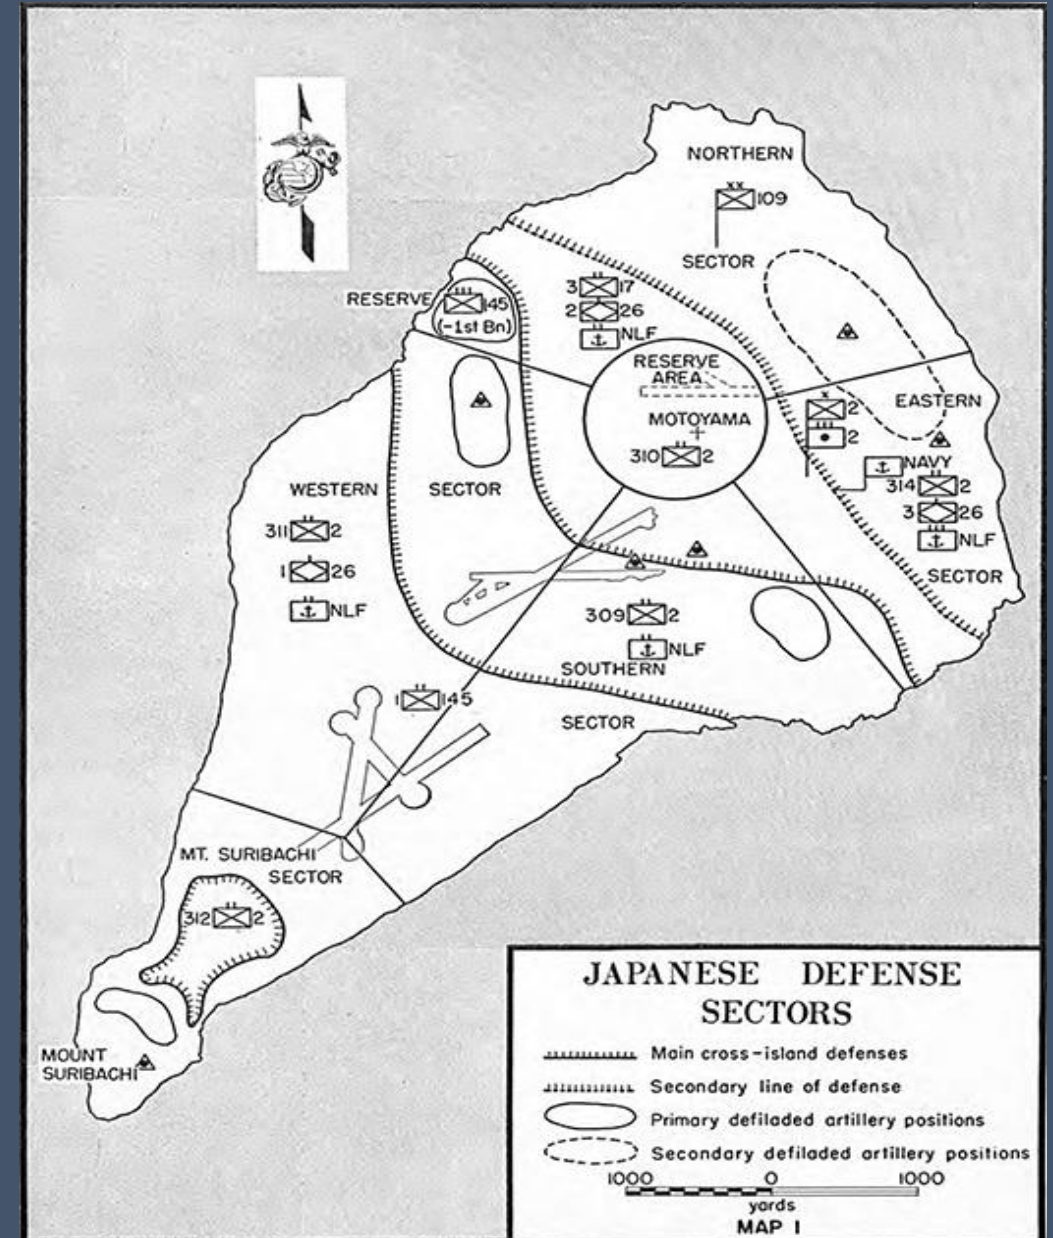 NORTHERN
xx
109
SECTOR
RESERVE
145
(-1st Bn)
3 17
2 26
NLF
RESERVE
AREA
MOTOYAMA
310 2
EASTERN
2
2
NAVY
314 2
3 26
NLF
SECTOR
WESTERN
SECTOR
311 2
1 26
NLF
309 2
NLF
SOUTHERN
SECTOR
1 145
MT. SURIBACHI
SECTOR
312 2
MOUNT
SURIBACHI
JAPANESE DEFENSE
SECTORS
Main cross-island defenses
Secondary line of defense
Primary defiladed artillery positions
Secondary defiladed artillery positions
1000 0 1000
yards
MAP I